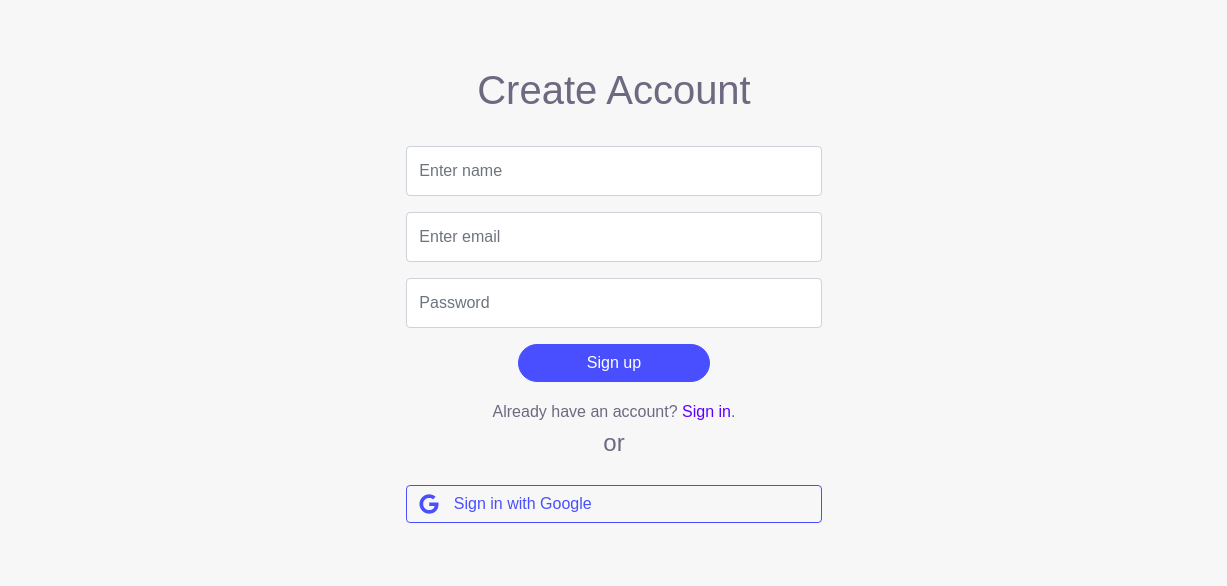 Create Account
Enter name
Enter email
Password
Sign up
Already have an account? Sign in.
or
Sign in with Google